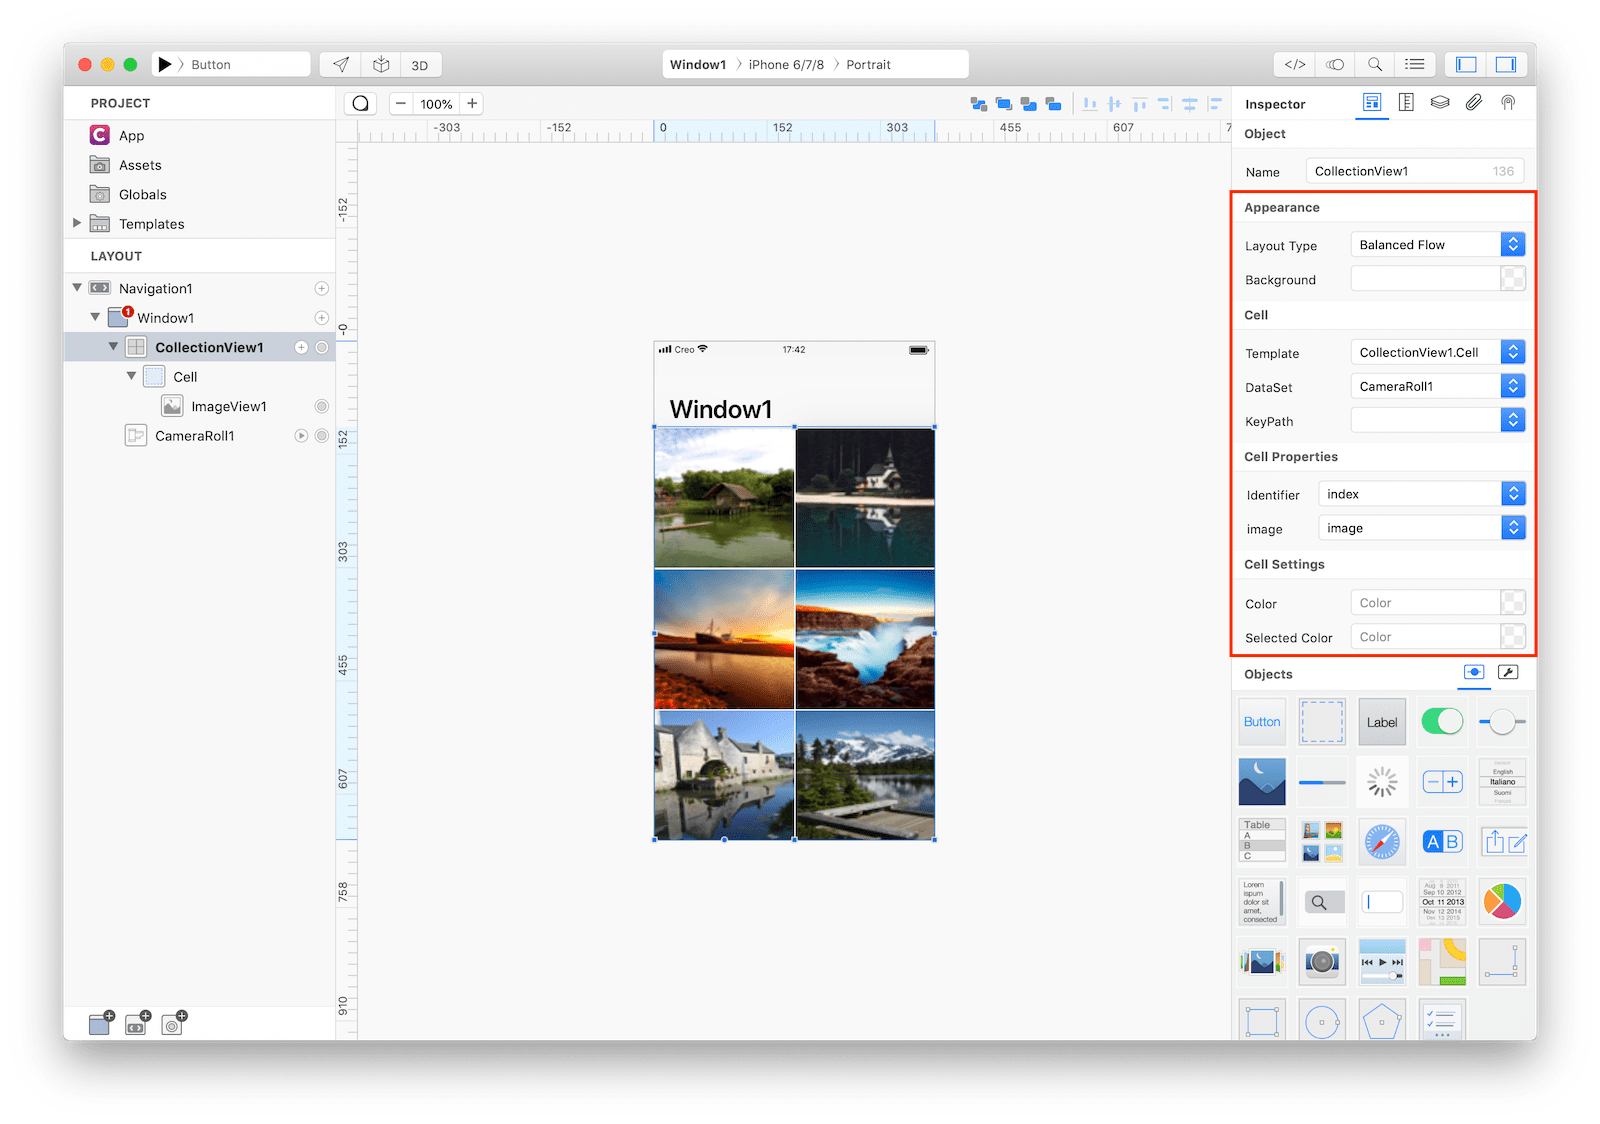 Button
3D
Window1 〉 iPhone 6/7/8 〉 Portrait
</>
PROJECT
App
Assets
Globals
Templates
LAYOUT
Navigation1
1
Window1
CollectionView1
Cell
ImageView1
CameraRoll1
100%
-303 -152 0 152 303 455 607 7
-152
-0
152
303
455
607
758
910
Creo 17:42
Window1
Inspector
Object
Name CollectionView1 136
Appearance
Layout Type Balanced Flow
Background
Cell
Template CollectionView1.Cell
DataSet CameraRoll1
KeyPath
Cell Properties
Identifier index
image image
Cell Settings
Color Color
Selected Color Color
Objects
Button Label
English
Italiano
Suomi
Table
A
B
C
A B
Lorem
ispum
dolor sit
amet,
consected
Aug 9 2011
Sep 10 2012
Oct 11 2013
Nov 12 2014
Dec 13 2015